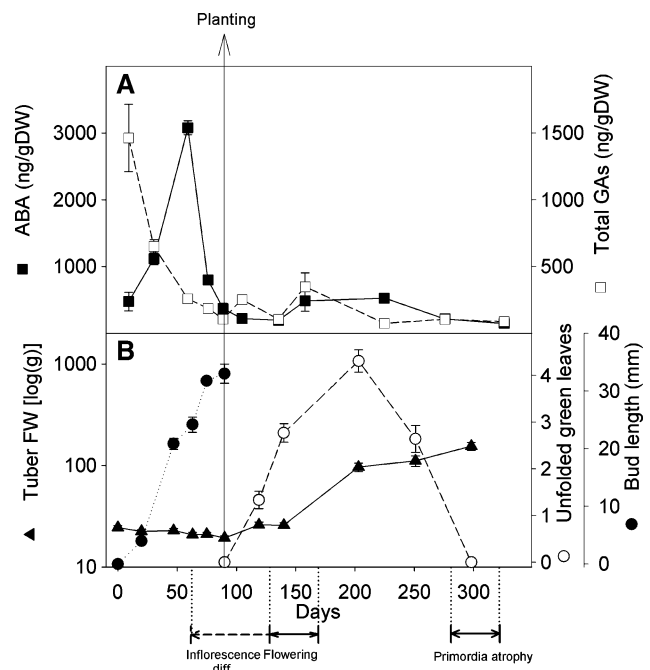 Planting
A
ABA (ng/gDW)
3000
2000
1000
Total GAs (ng/gDW)
1500
1000
500
B
Tuber FW [log(g)]
1000
100
10
Unfolded green leaves
4
3
2
1
0
Bud length (mm)
40
30
20
10
0
0 50 100 150 200 250 300
Days
Inflorescence Flowering Primordia atrophy
diff